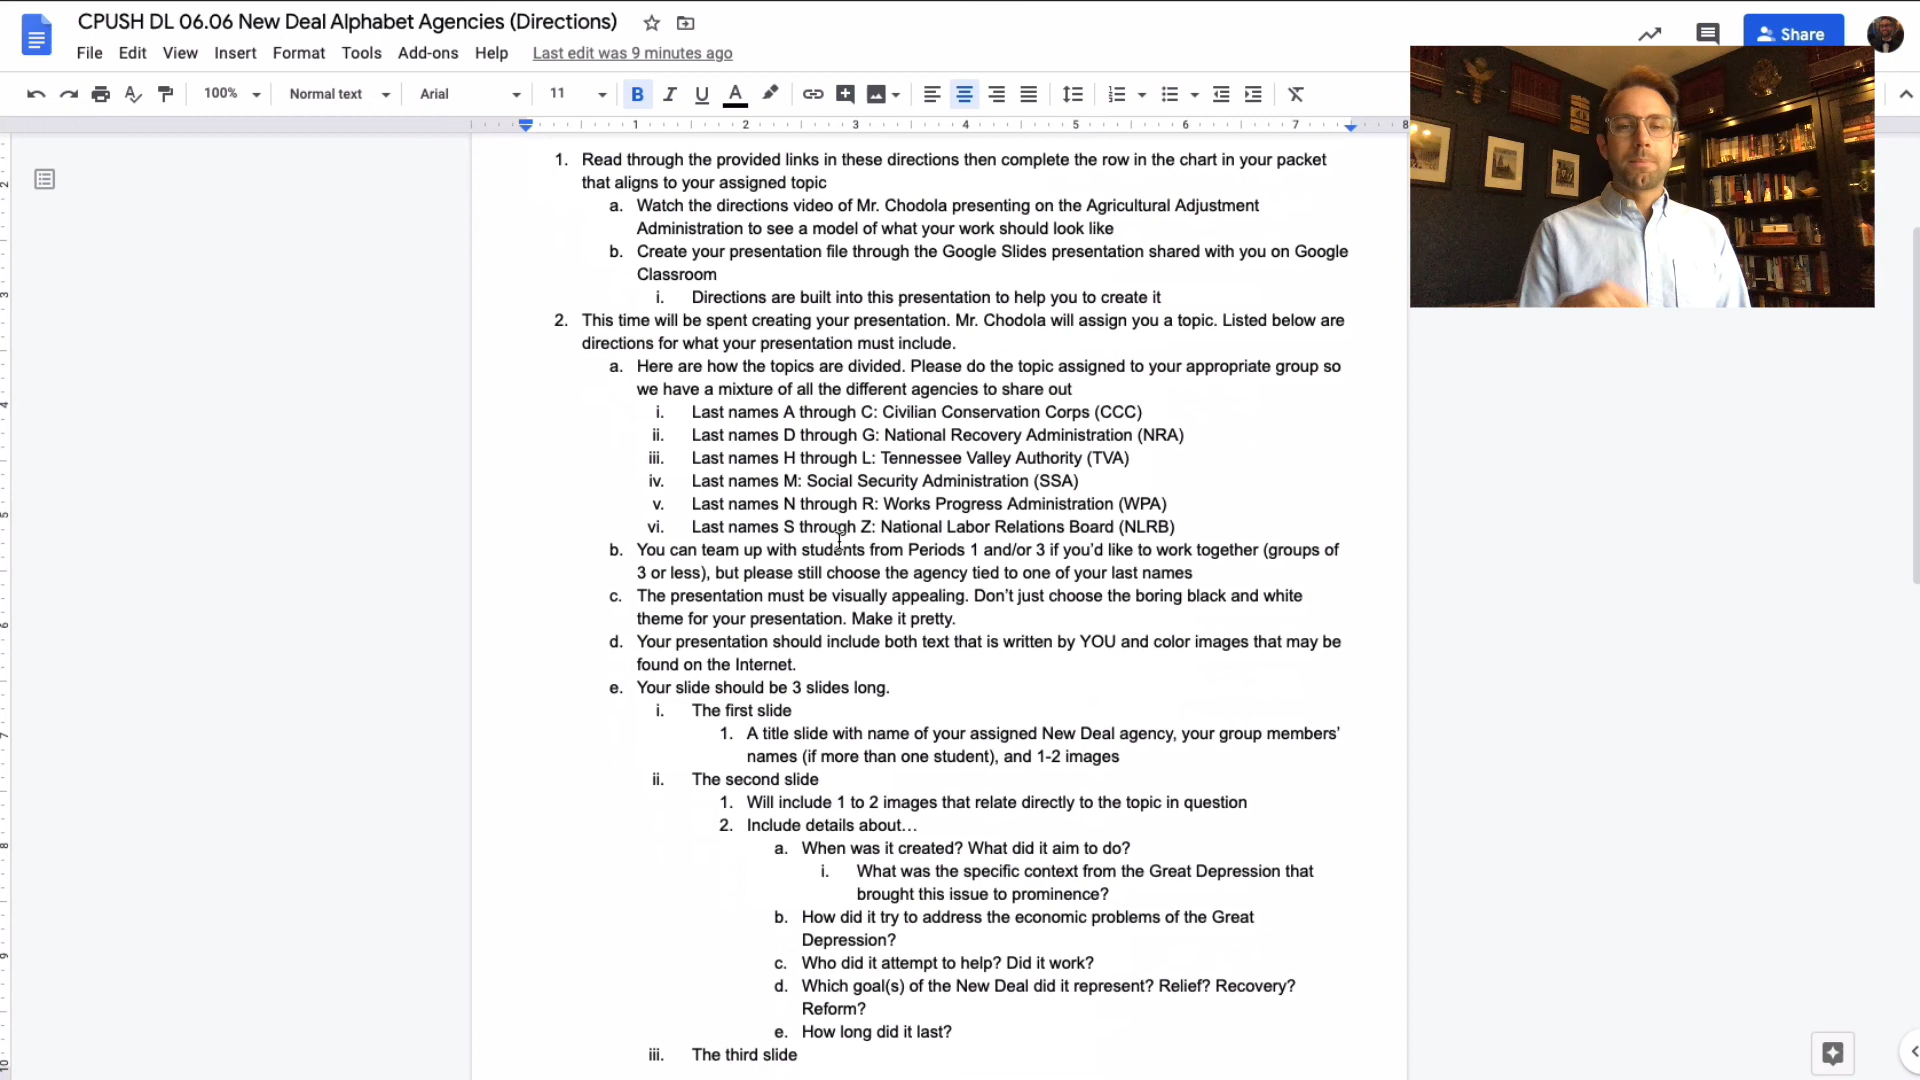 CPUSH DL 06.06 New Deal Alphabet Agencies (Directions)
File Edit View Insert Format Tools Add-ons Help Last edit was 9 minutes ago
Share
100% Normal text Arial 11 B I U A
1 2 3 4 5 6 7 8
1. Read through the provided links in these directions then complete the row in the chart in your packet
that aligns to your assigned topic
a. Watch the directions video of Mr. Chodola presenting on the Agricultural Adjustment
Administration to see a model of what your work should look like
b. Create your presentation file through the Google Slides presentation shared with you on Google
Classroom
i. Directions are built into this presentation to help you to create it
2. This time will be spent creating your presentation. Mr. Chodola will assign you a topic. Listed below are
directions for what your presentation must include.
a. Here are how the topics are divided. Please do the topic assigned to your appropriate group so
we have a mixture of all the different agencies to share out
i. Last names A through C: Civilian Conservation Corps (CCC)
ii. Last names D through G: National Recovery Administration (NRA)
iii. Last names H through L: Tennessee Valley Authority (TVA)
iv. Last names M: Social Security Administration (SSA)
v. Last names N through R: Works Progress Administration (WPA)
vi. Last names S through Z: National Labor Relations Board (NLRB)
b. You can team up with students from Periods 1 and/or 3 if you'd like to work together (groups of
3 or less), but please still choose the agency tied to one of your last names
c. The presentation must be visually appealing. Don't just choose the boring black and white
theme for your presentation. Make it pretty.
d. Your presentation should include both text that is written by YOU and color images that may be
found on the Internet.
e. Your slide should be 3 slides long.
i. The first slide
1. A title slide with name of your assigned New Deal agency, your group members'
names (if more than one student), and 1-2 images
ii. The second slide
1. Will include 1 to 2 images that relate directly to the topic in question
2. Include details about…
a. When was it created? What did it aim to do?
i. What was the specific context from the Great Depression that
brought this issue to prominence?
b. How did it try to address the economic problems of the Great
Depression?
c. Who did it attempt to help? Did it work?
d. Which goal(s) of the New Deal did it represent? Relief? Recovery?
Reform?
e. How long did it last?
iii. The third slide